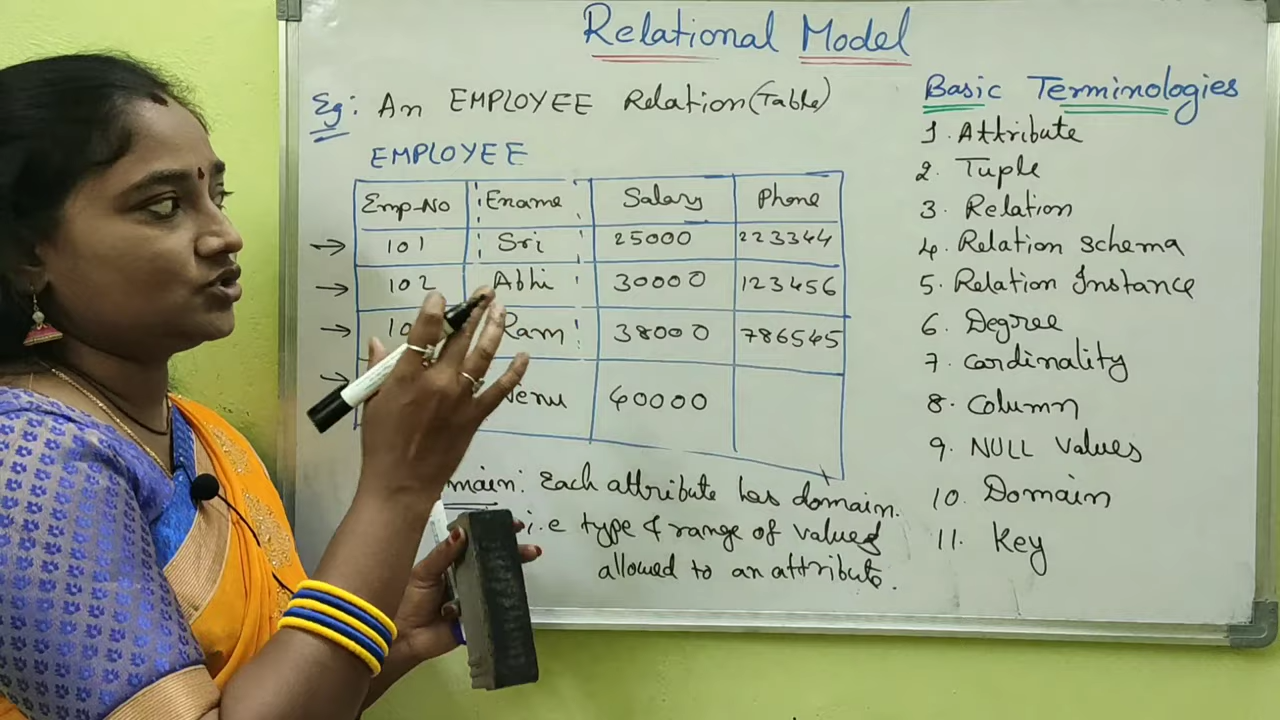 Relational Model
Eg: An EMPLOYEE Relation (Table)
EMPLOYEE
Emp-No Ename Salary Phone
101 Sri 25000 223344
102 Abhi 30000 123456
10 Ram 38000 786545
Venu 40000
main: Each attribute has domain.
i.e type & range of values
allowed to an attribute.
Basic Terminologies
1. Attribute
2. Tuple
3. Relation
4. Relation schema
5. Relation Instance
6. Degree
7. Cardinality
8. Column
9. NULL Values
10. Domain
11. Key